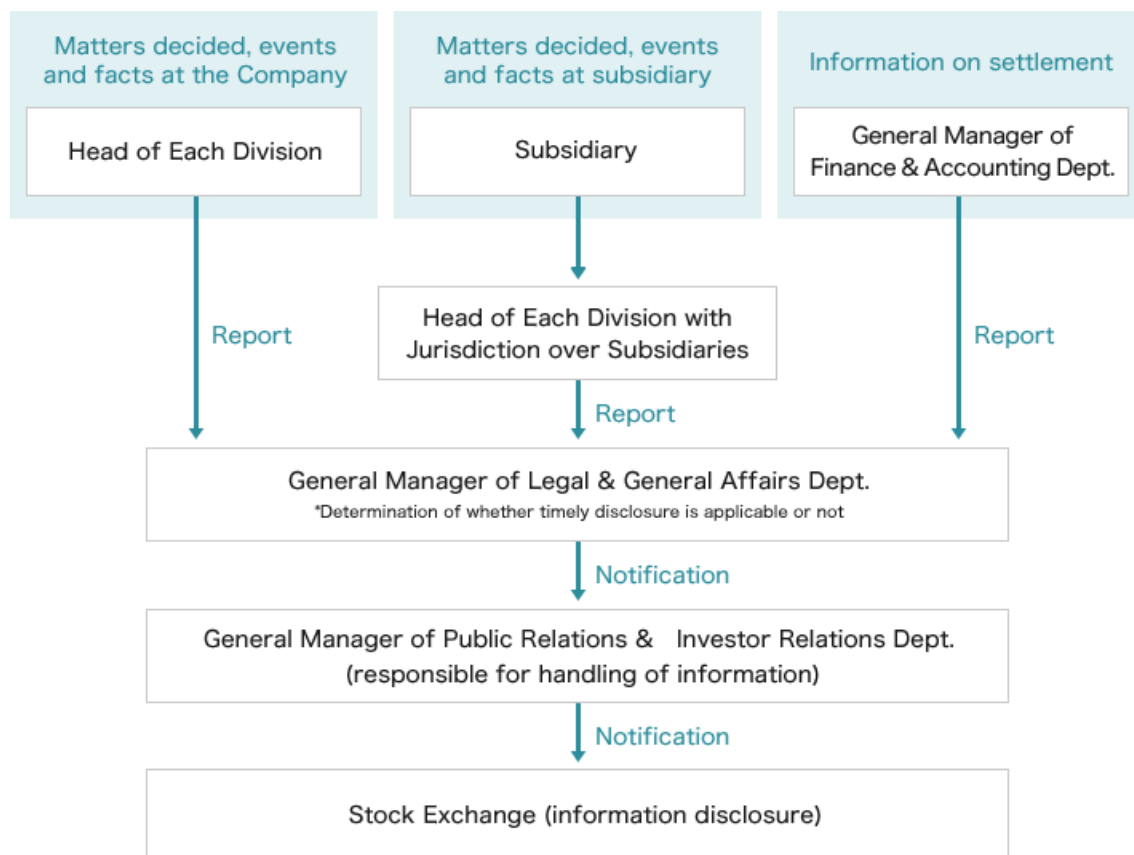 Matters decided, events
and facts at the Company
Head of Each Division
Matters decided, events
and facts at subsidiary
Subsidiary
Information on settlement
General Manager of
Finance & Accounting Dept.
Report
Head of Each Division with
Jurisdiction over Subsidiaries
Report
Report
General Manager of Legal & General Affairs Dept.
*Determination of whether timely disclosure is applicable or not
Notification
General Manager of Public Relations & Investor Relations Dept.
(responsible for handling of information)
Notification
Stock Exchange (information disclosure)